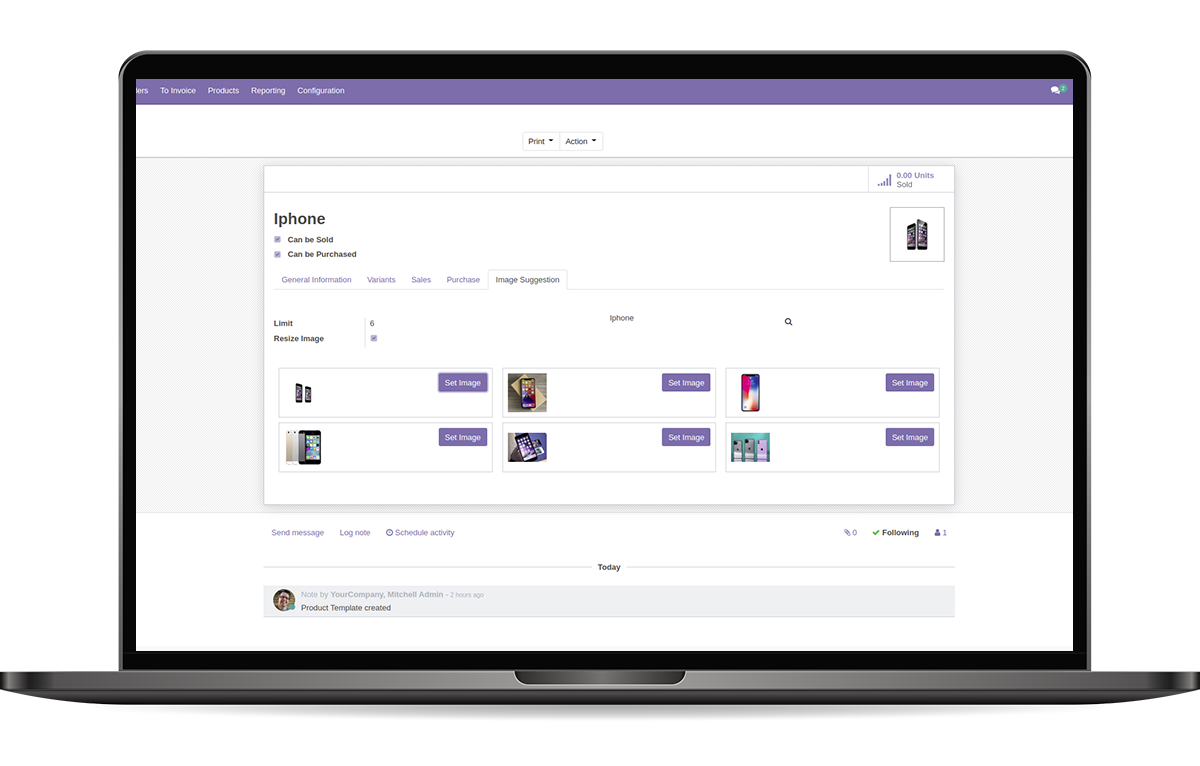 To Invoice Products Reporting Configuration 2
Print Action
0.00 Units
Sold
Iphone
Can be Sold
Can be Purchased
General Information Variants Sales Purchase Image Suggestion
Iphone
Limit 6
Resize Image
Set Image Set Image Set Image
Set Image Set Image Set Image
Send message Log note Schedule activity 0 Following 1
Today
Note by YourCompany, Mitchell Admin - 2 hours ago
Product Template created